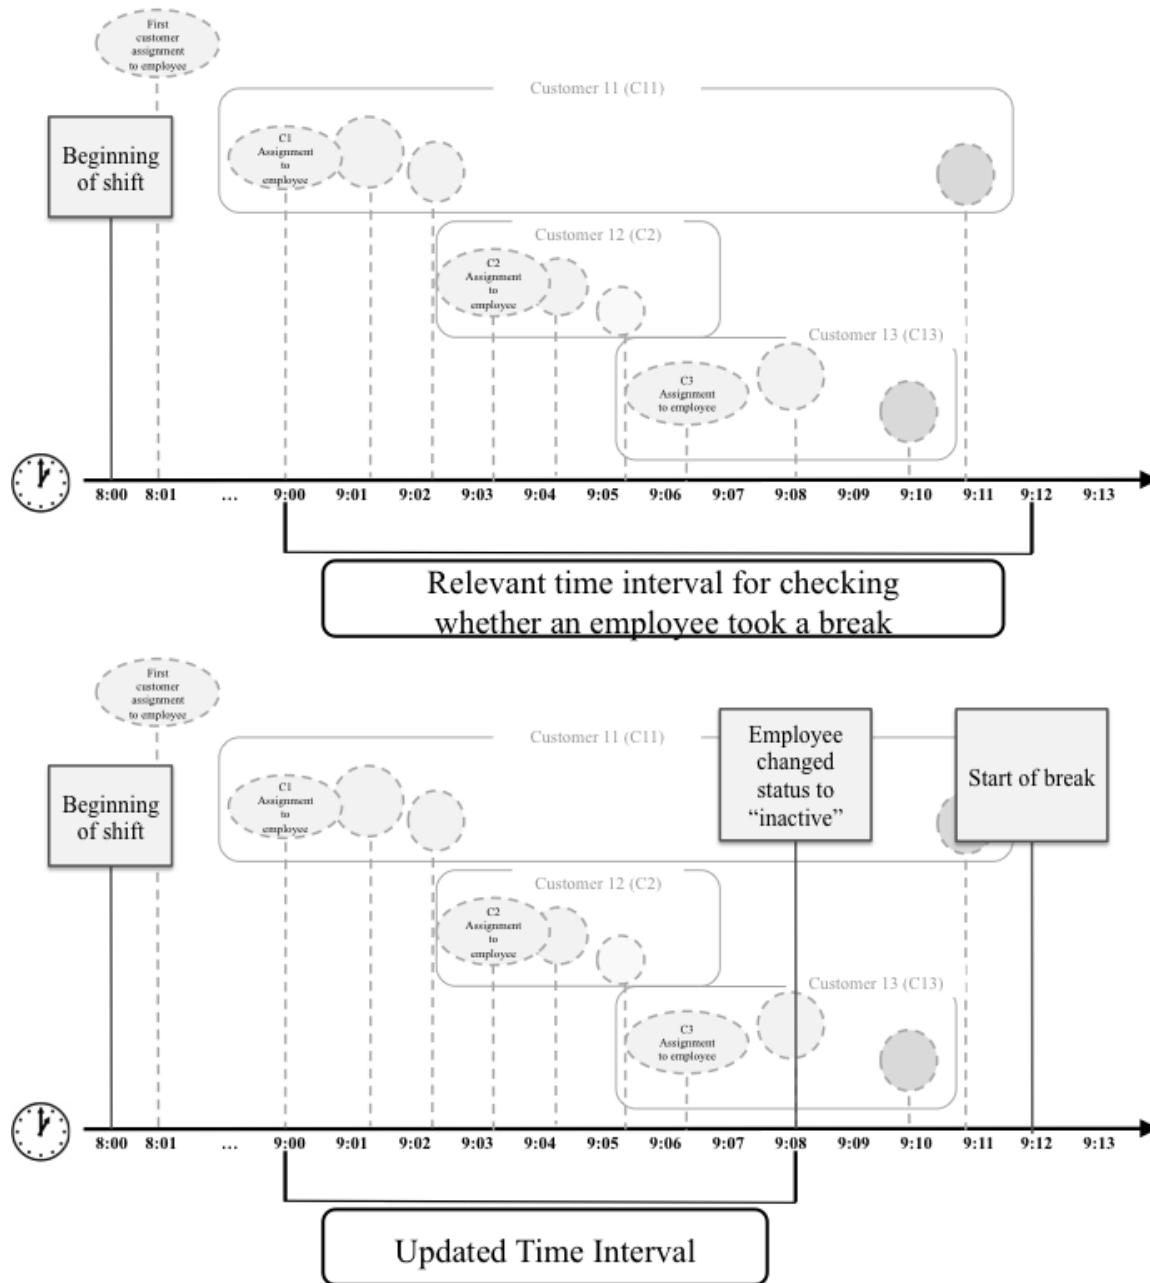 First
customer
assignment
to employee
Customer 11 (C11)
Beginning
of shift
C1
Assignment
to
employee
Customer 12 (C2)
C2
Assignment
to
employee
Customer 13 (C13)
C3
Assignment
to employee
8:00 8:01 ... 9:00 9:01 9:02 9:03 9:04 9:05 9:06 9:07 9:08 9:09 9:10 9:11 9:12 9:13
Relevant time interval for checking
whether an employee took a break
First
customer
assignment
to employee
Customer 11 (C11)
Beginning
of shift
C1
Assignment
to
employee
Employee
changed
status to
“inactive”
Start of break
Customer 12 (C2)
C2
Assignment
to
employee
Customer 13 (C13)
C3
Assignment
to employee
8:00 8:01 ... 9:00 9:01 9:02 9:03 9:04 9:05 9:06 9:07 9:08 9:09 9:10 9:11 9:12 9:13
Updated Time Interval